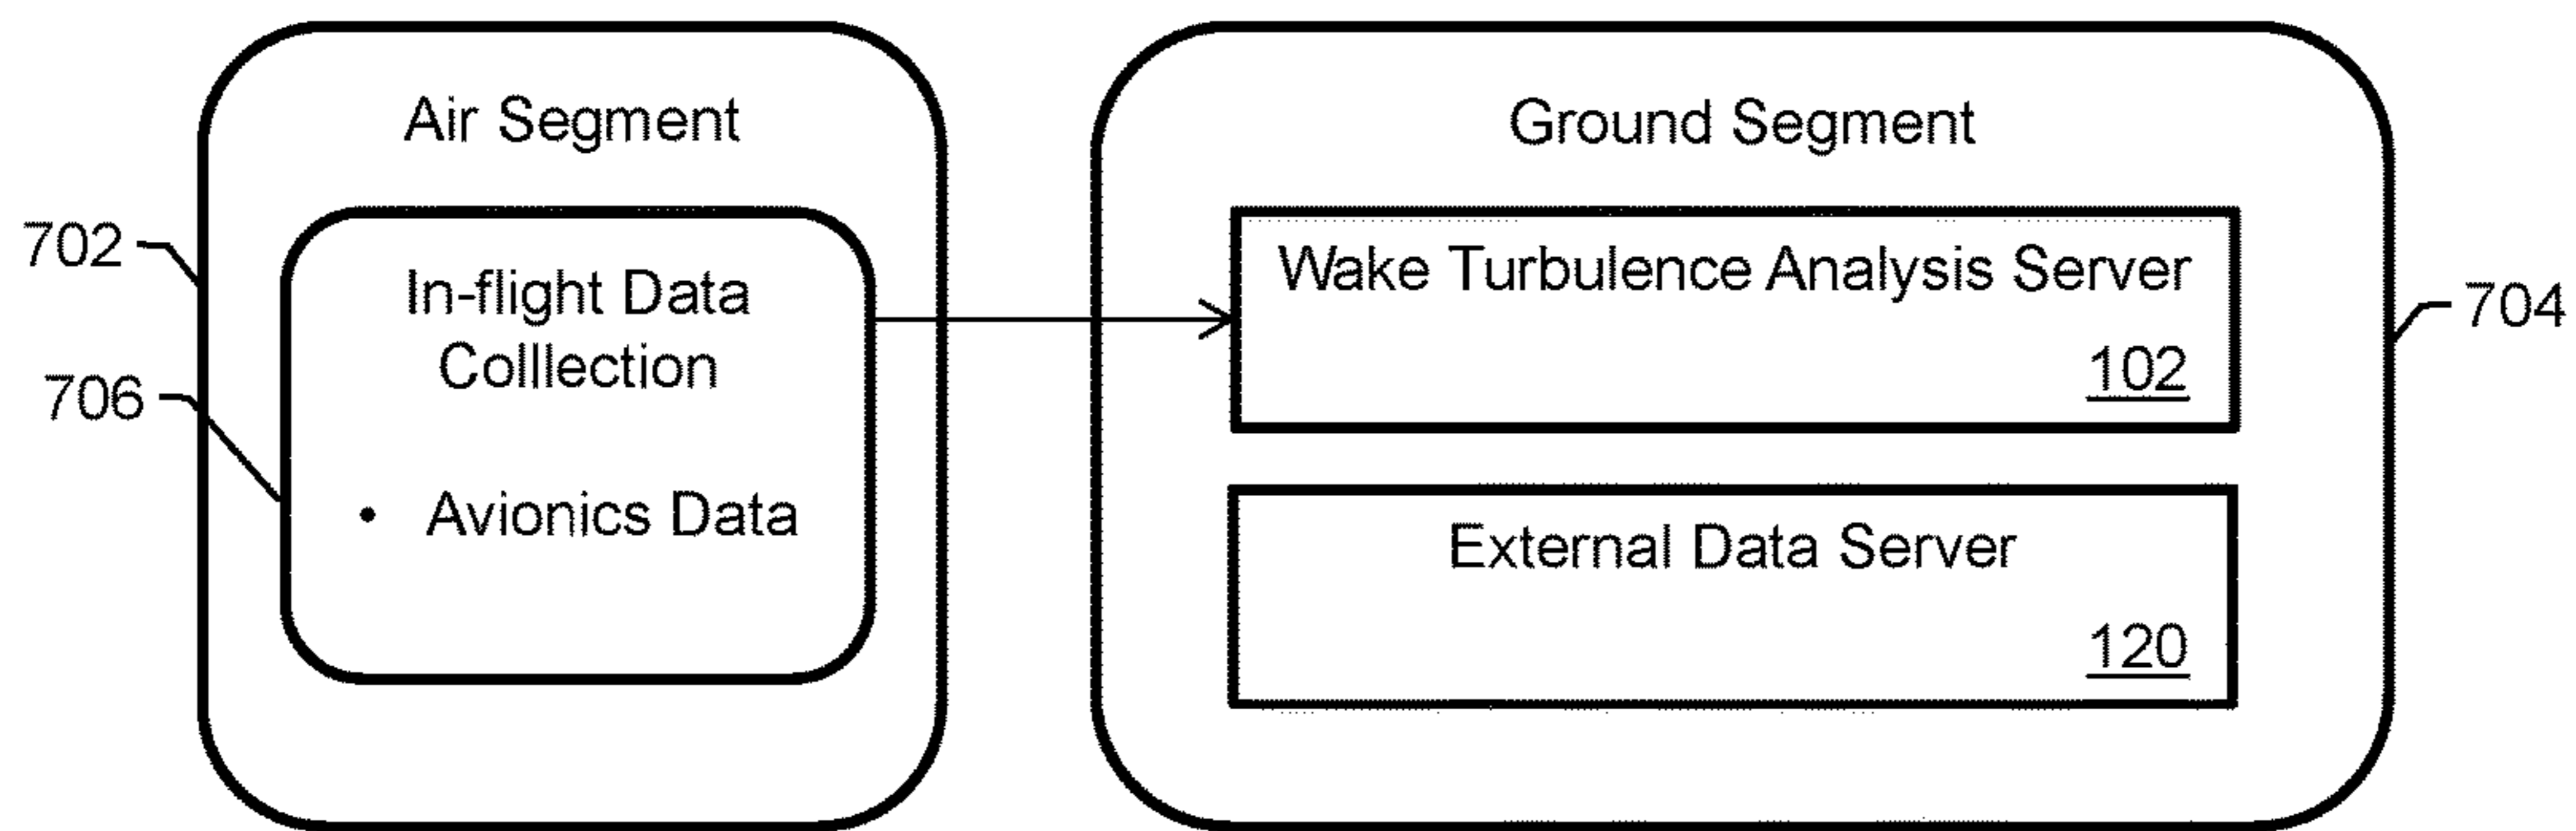 Air Segment
702
In-flight Data
Colllection
706
• Avionics Data
Ground Segment
Wake Turbulence Analysis Server
102
704
External Data Server
120